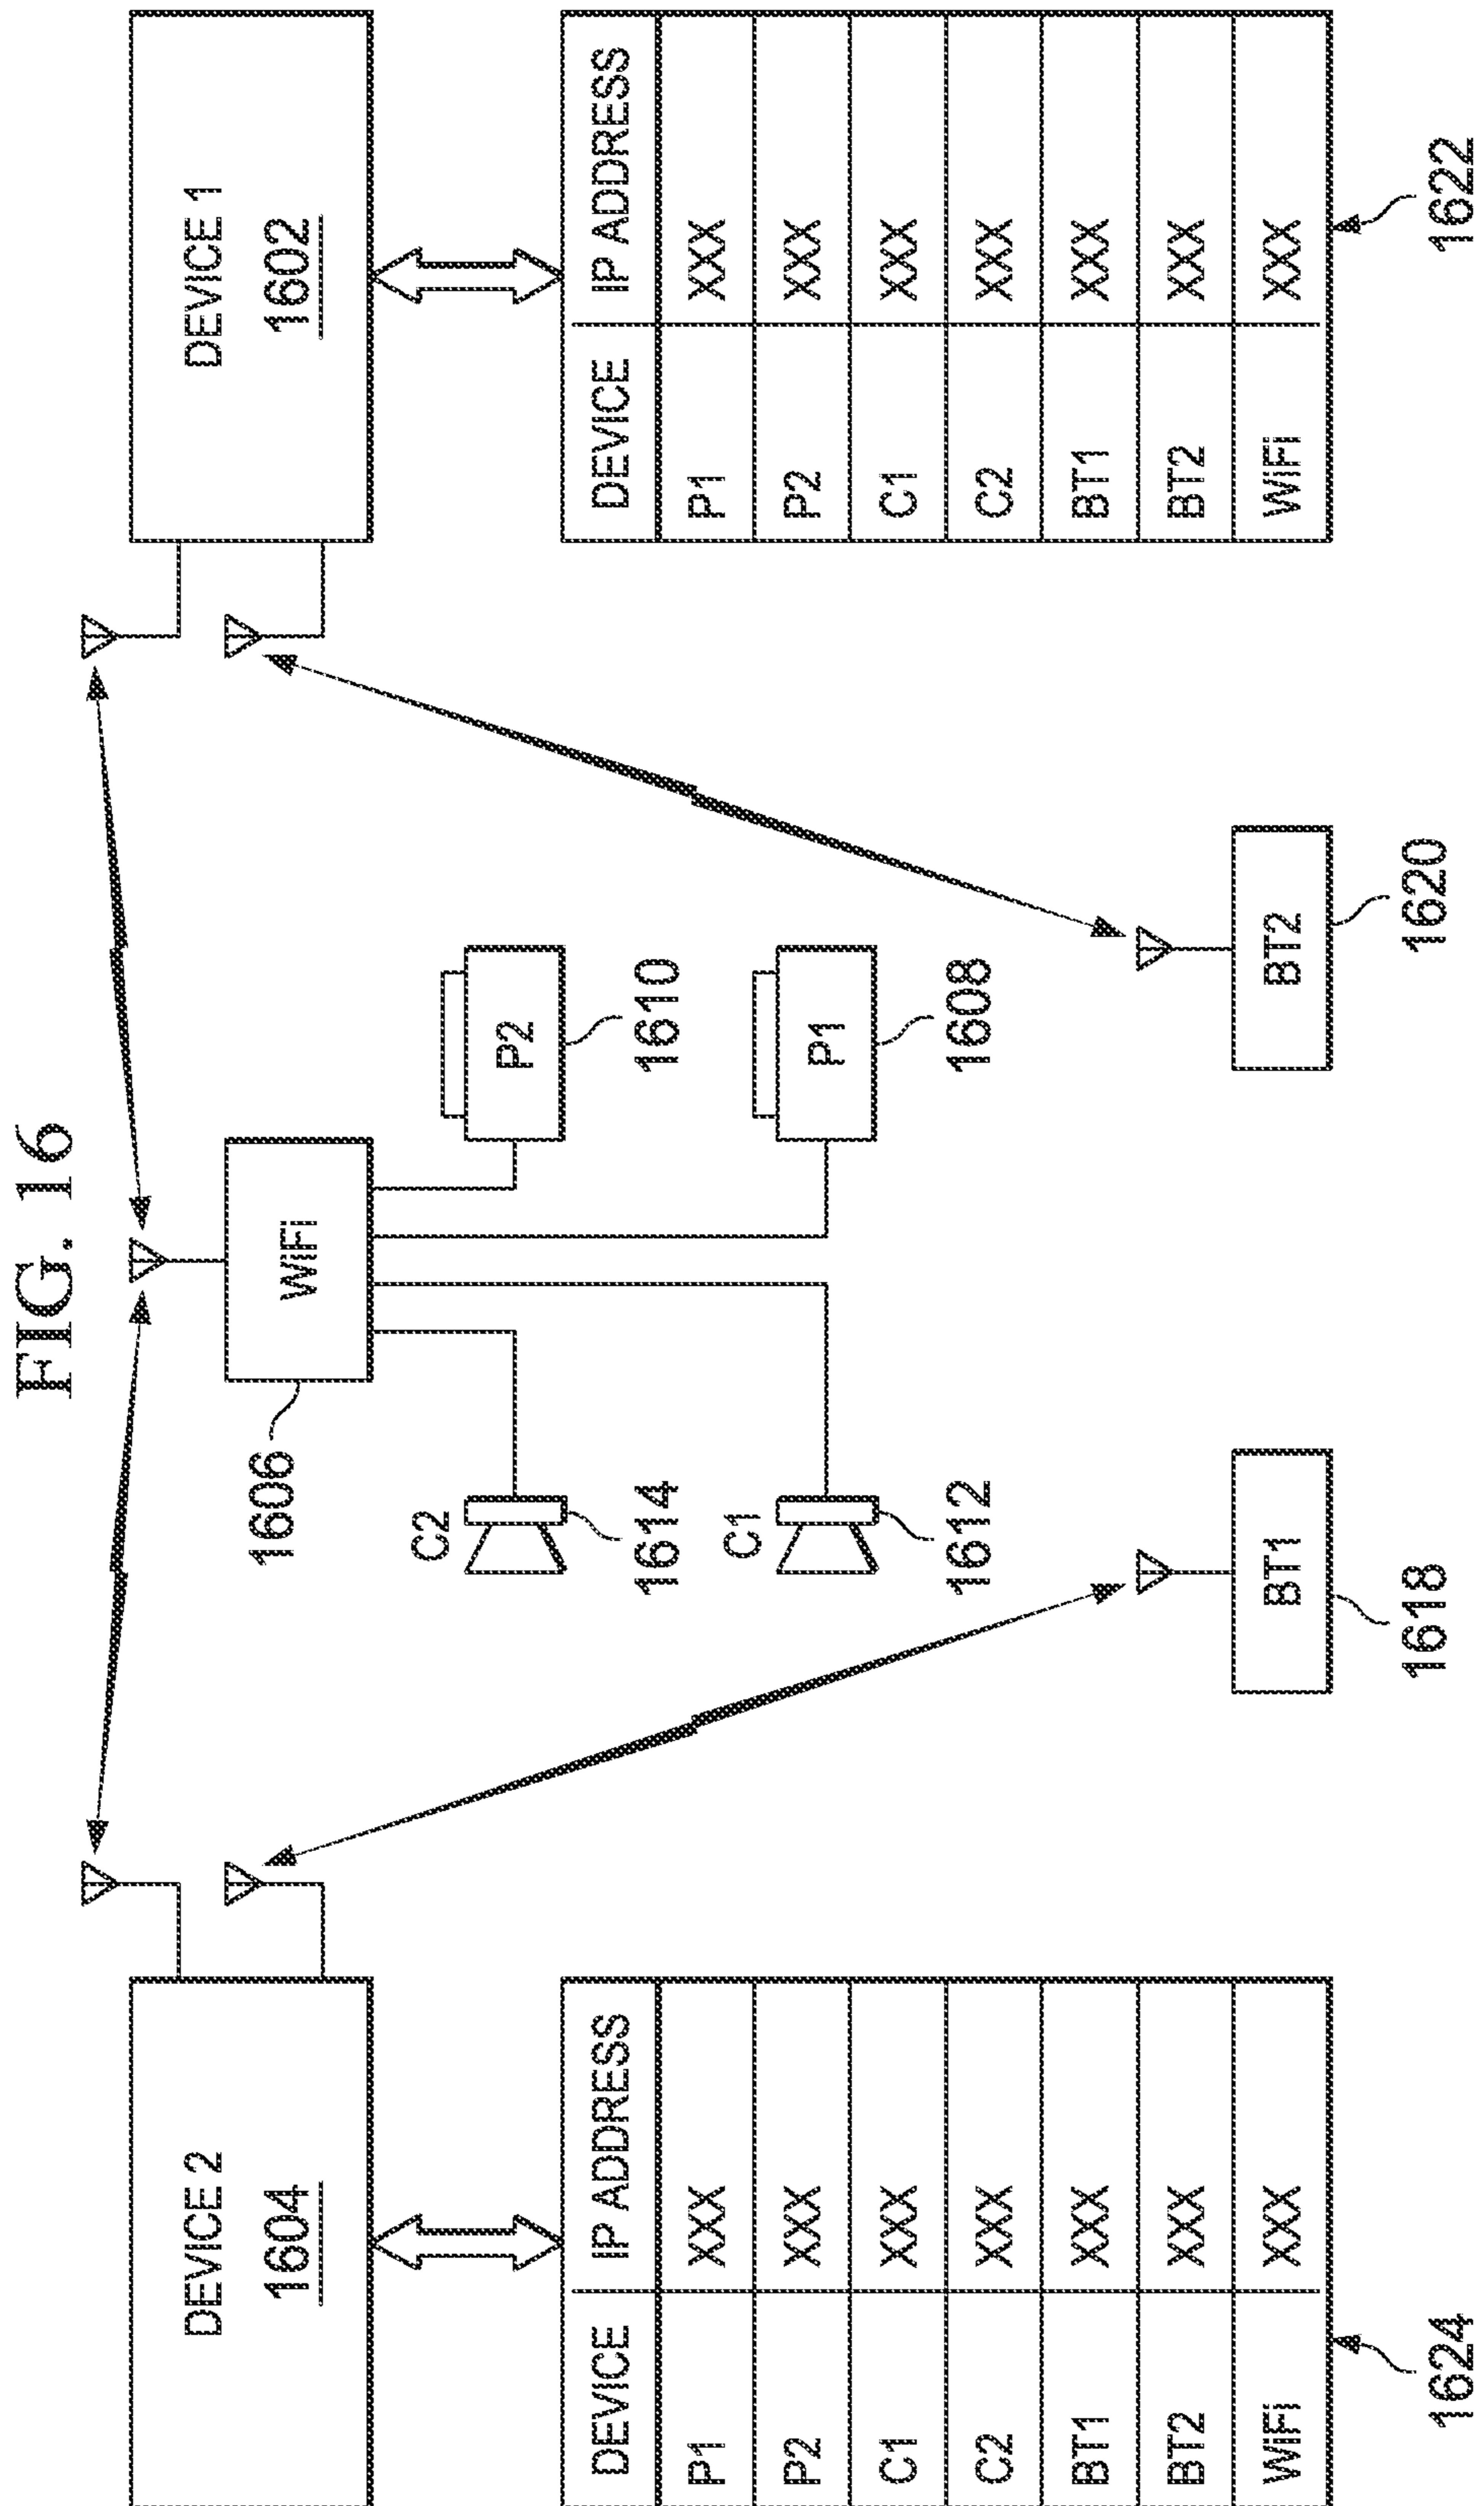 FIG. 16
DEVICE 2
1604
DEVICE IP ADDRESS
P1 XXX
P2 XXX
C1 XXX
C2 XXX
BT1 XXX
BT2 XXX
WiFi XXX
1624
WiFi
1606
C2
1614
C1
1612
P2
1610
P1
1608
BT1
1618
BT2
1620
DEVICE 1
1602
DEVICE IP ADDRESS
P1 XXX
P2 XXX
C1 XXX
C2 XXX
BT1 XXX
BT2 XXX
WiFi XXX
1622